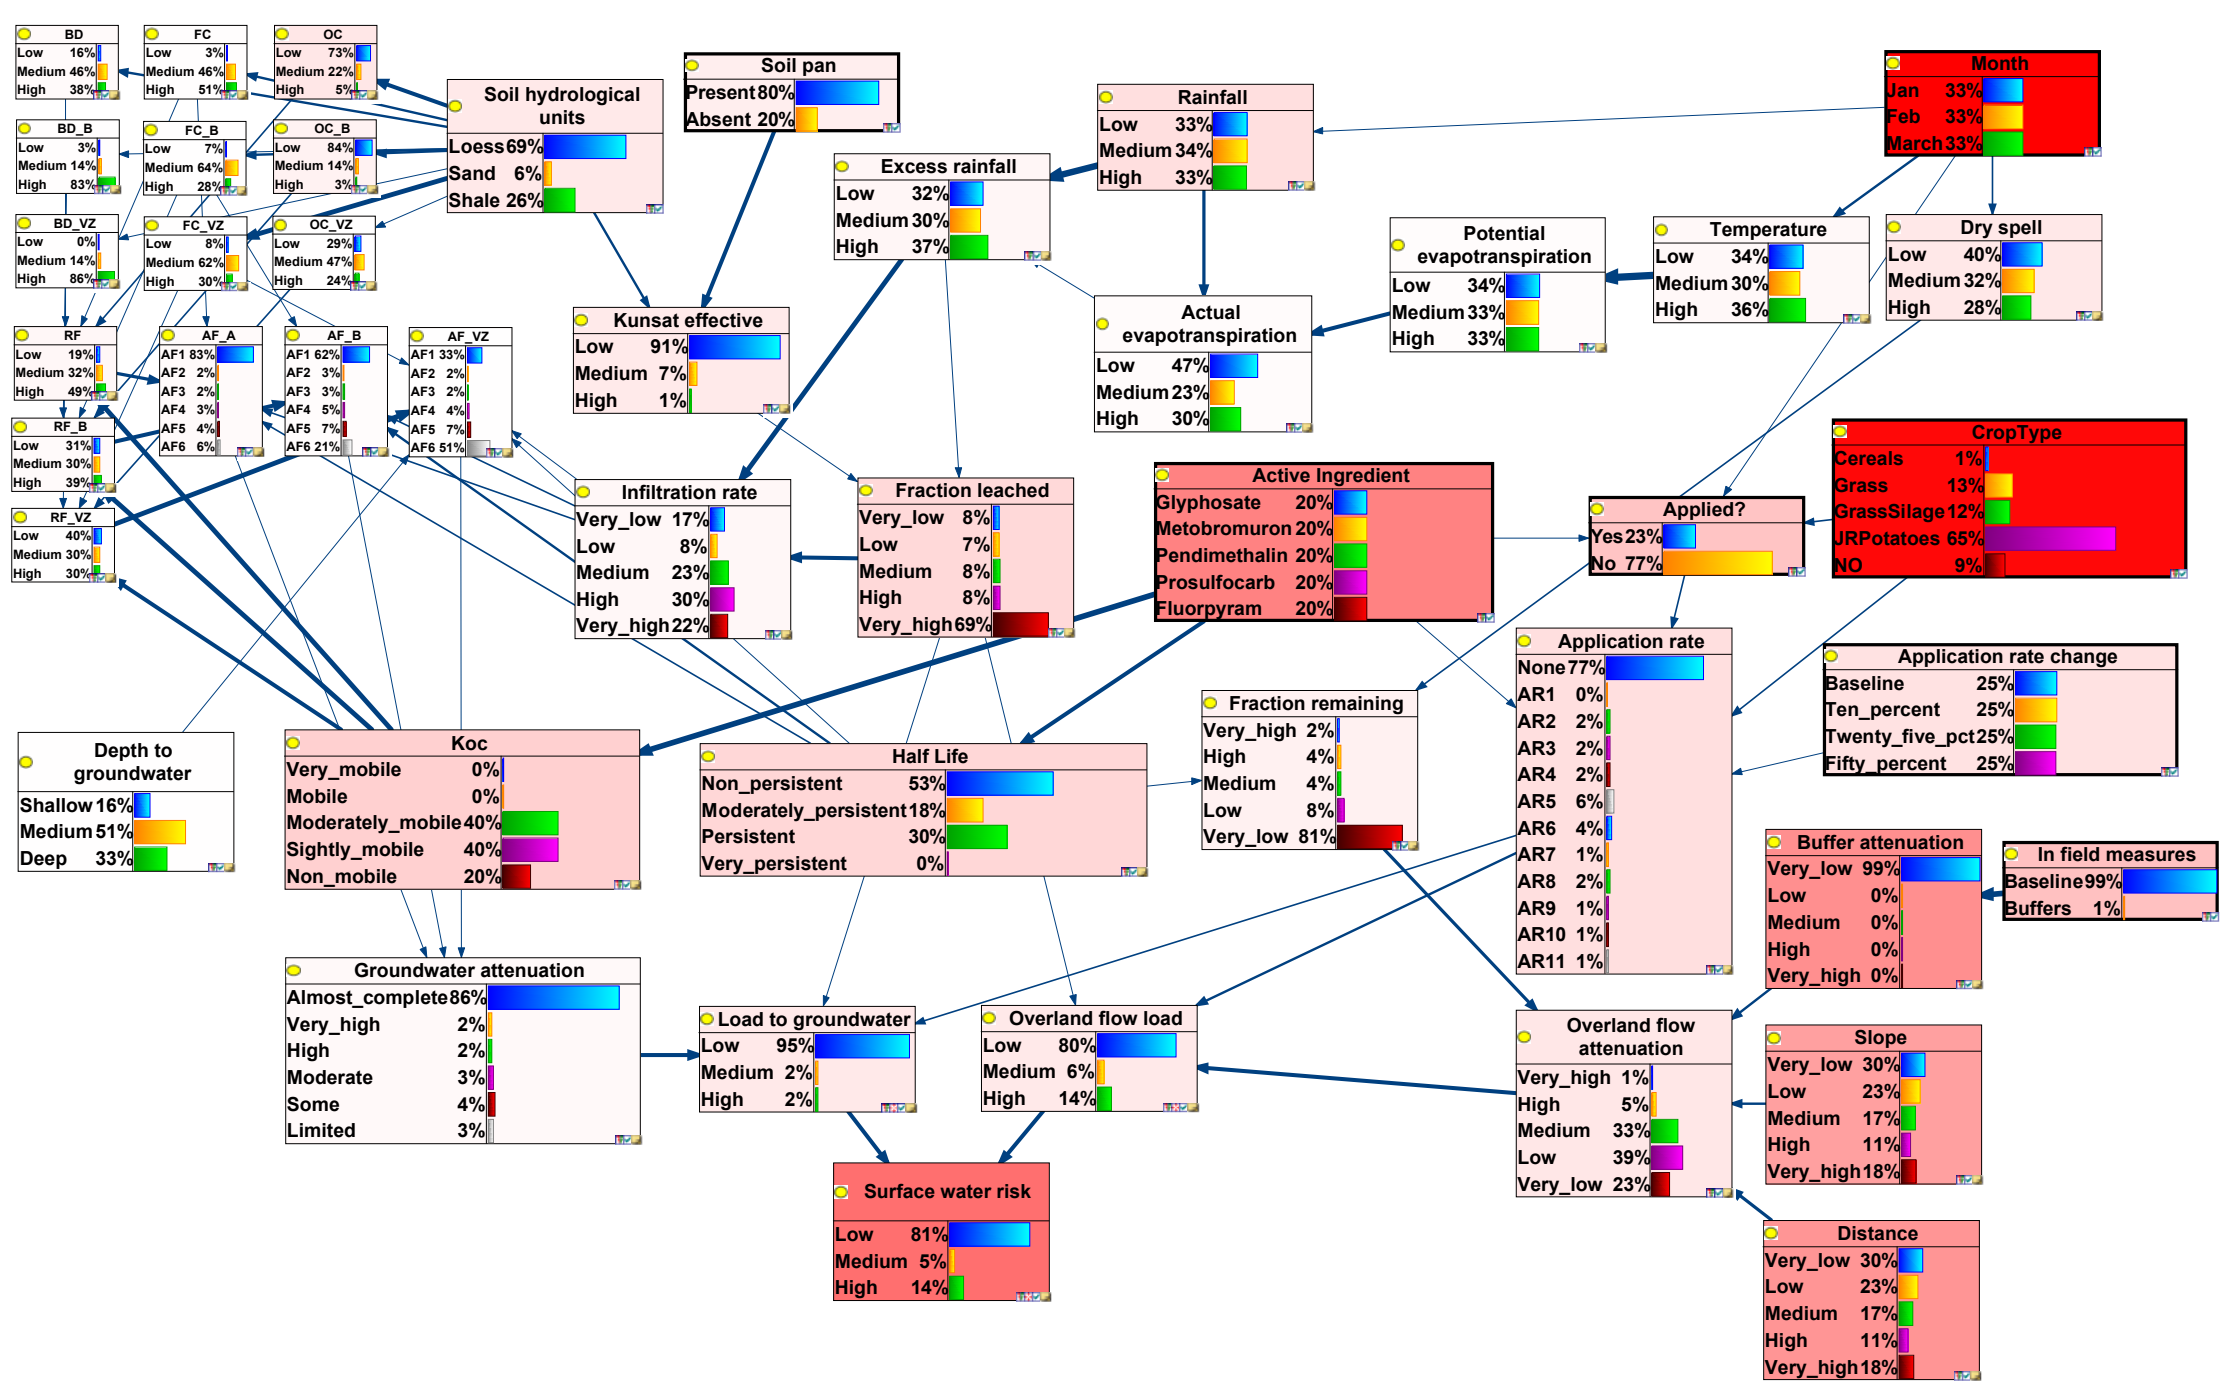 BD
Low 16%
Medium 46%
High 38%
FC
Low 3%
Medium 46%
High 51%
OC
Low 73%
Medium 22%
High 5%
BD_B
Low 3%
Medium 14%
High 83%
FC_B
Low 7%
Medium 64%
High 28%
OC_B
Low 84%
Medium 14%
High 3%
BD_VZ
Low 0%
Medium 14%
High 86%
FC_VZ
Low 8%
Medium 62%
High 30%
OC_VZ
Low 29%
Medium 47%
High 24%
RF
Low 19%
Medium 32%
High 49%
RF_B
Low 31%
Medium 30%
High 39%
RF_VZ
Low 40%
Medium 30%
High 30%
AF_A
AF1 83%
AF2 2%
AF3 2%
AF4 3%
AF5 4%
AF6 6%
AF_B
AF1 62%
AF2 3%
AF3 3%
AF4 5%
AF5 7%
AF6 21%
AF_VZ
AF1 33%
AF2 2%
AF3 2%
AF4 4%
AF5 7%
AF6 51%
Soil hydrological
units
Loess 69%
Sand 6%
Shale 26%
Soil pan
Present 80%
Absent 20%
Kunsat effective
Low 91%
Medium 7%
High 1%
Excess rainfall
Low 32%
Medium 30%
High 37%
Rainfall
Low 33%
Medium 34%
High 33%
Actual
evapotranspiration
Low 47%
Medium 23%
High 30%
Potential
evapotranspiration
Low 34%
Medium 33%
High 33%
Temperature
Low 34%
Medium 30%
High 36%
Month
Jan 33%
Feb 33%
March 33%
Dry spell
Low 40%
Medium 32%
High 28%
Infiltration rate
Very_low 17%
Low 8%
Medium 23%
High 30%
Very_high 22%
Fraction leached
Very_low 8%
Low 7%
Medium 8%
High 8%
Very_high 69%
Active Ingredient
Glyphosate 20%
Metobromuron 20%
Pendimethalin 20%
Prosulfocarb 20%
Fluorpyram 20%
Applied?
Yes 23%
No 77%
CropType
Cereals 1%
Grass 13%
GrassSilage 12%
JRPotatoes 65%
NO 9%
Application rate
None 77%
AR1 0%
AR2 2%
AR3 2%
AR4 2%
AR5 6%
AR6 4%
AR7 1%
AR8 2%
AR9 1%
AR10 1%
AR11 1%
Application rate change
Baseline 25%
Ten_percent 25%
Twenty_five_pct 25%
Fifty_percent 25%
Fraction remaining
Very_high 2%
High 4%
Medium 4%
Low 8%
Very_low 81%
Depth to
groundwater
Shallow 16%
Medium 51%
Deep 33%
Koc
Very_mobile 0%
Mobile 0%
Moderately_mobile 40%
Sightly_mobile 40%
Non_mobile 20%
Half Life
Non_persistent 53%
Moderately_persistent 18%
Persistent 30%
Very_persistent 0%
Buffer attenuation
Very_low 99%
Low 0%
Medium 0%
High 0%
Very_high 0%
In field measures
Baseline 99%
Buffers 1%
Groundwater attenuation
Almost_complete 86%
Very_high 2%
High 2%
Moderate 3%
Some 4%
Limited 3%
Load to groundwater
Low 95%
Medium 2%
High 2%
Overland flow load
Low 80%
Medium 6%
High 14%
Overland flow
attenuation
Very_high 1%
High 5%
Medium 33%
Low 39%
Very_low 23%
Slope
Very_low 30%
Low 23%
Medium 17%
High 11%
Very_high 18%
Surface water risk
Low 81%
Medium 5%
High 14%
Distance
Very_low 30%
Low 23%
Medium 17%
High 11%
Very_high 18%